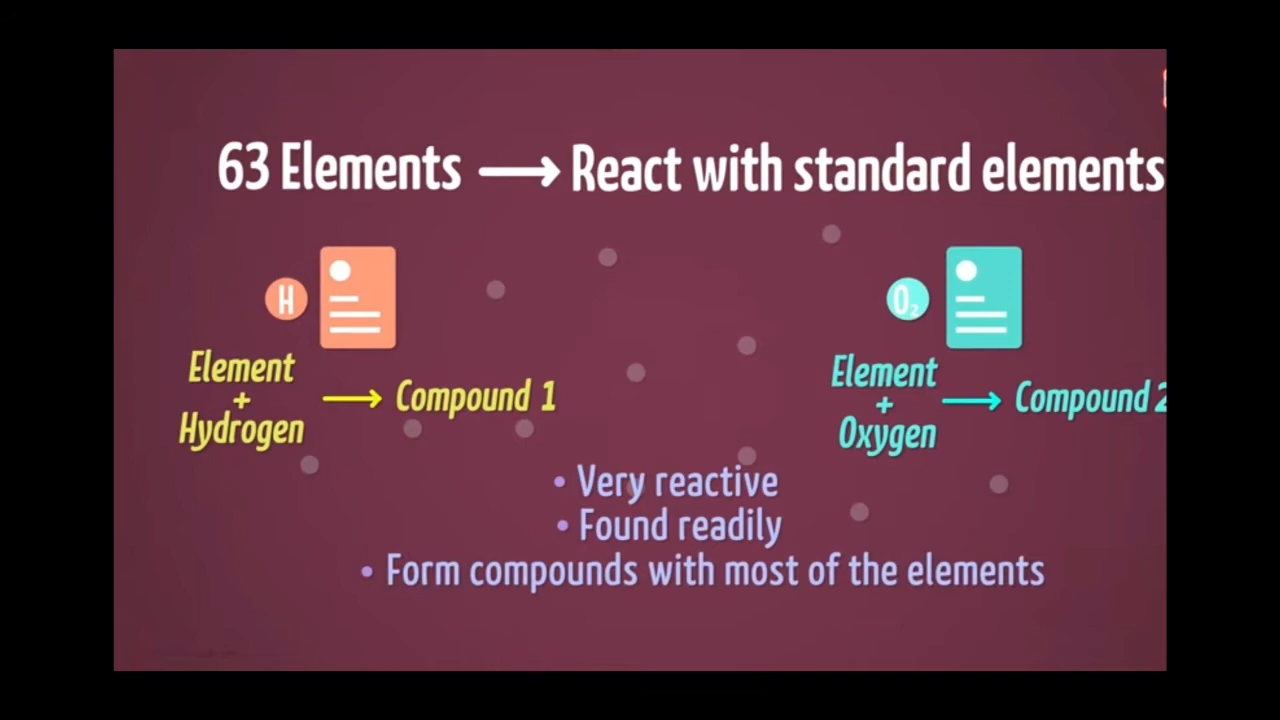 63 Elements ⟶ React with standard elements
H
O₂
Element
+
Hydrogen
⟶ Compound 1
Element
+
Oxygen
⟶ Compound 2
• Very reactive
• Found readily
• Form compounds with most of the elements